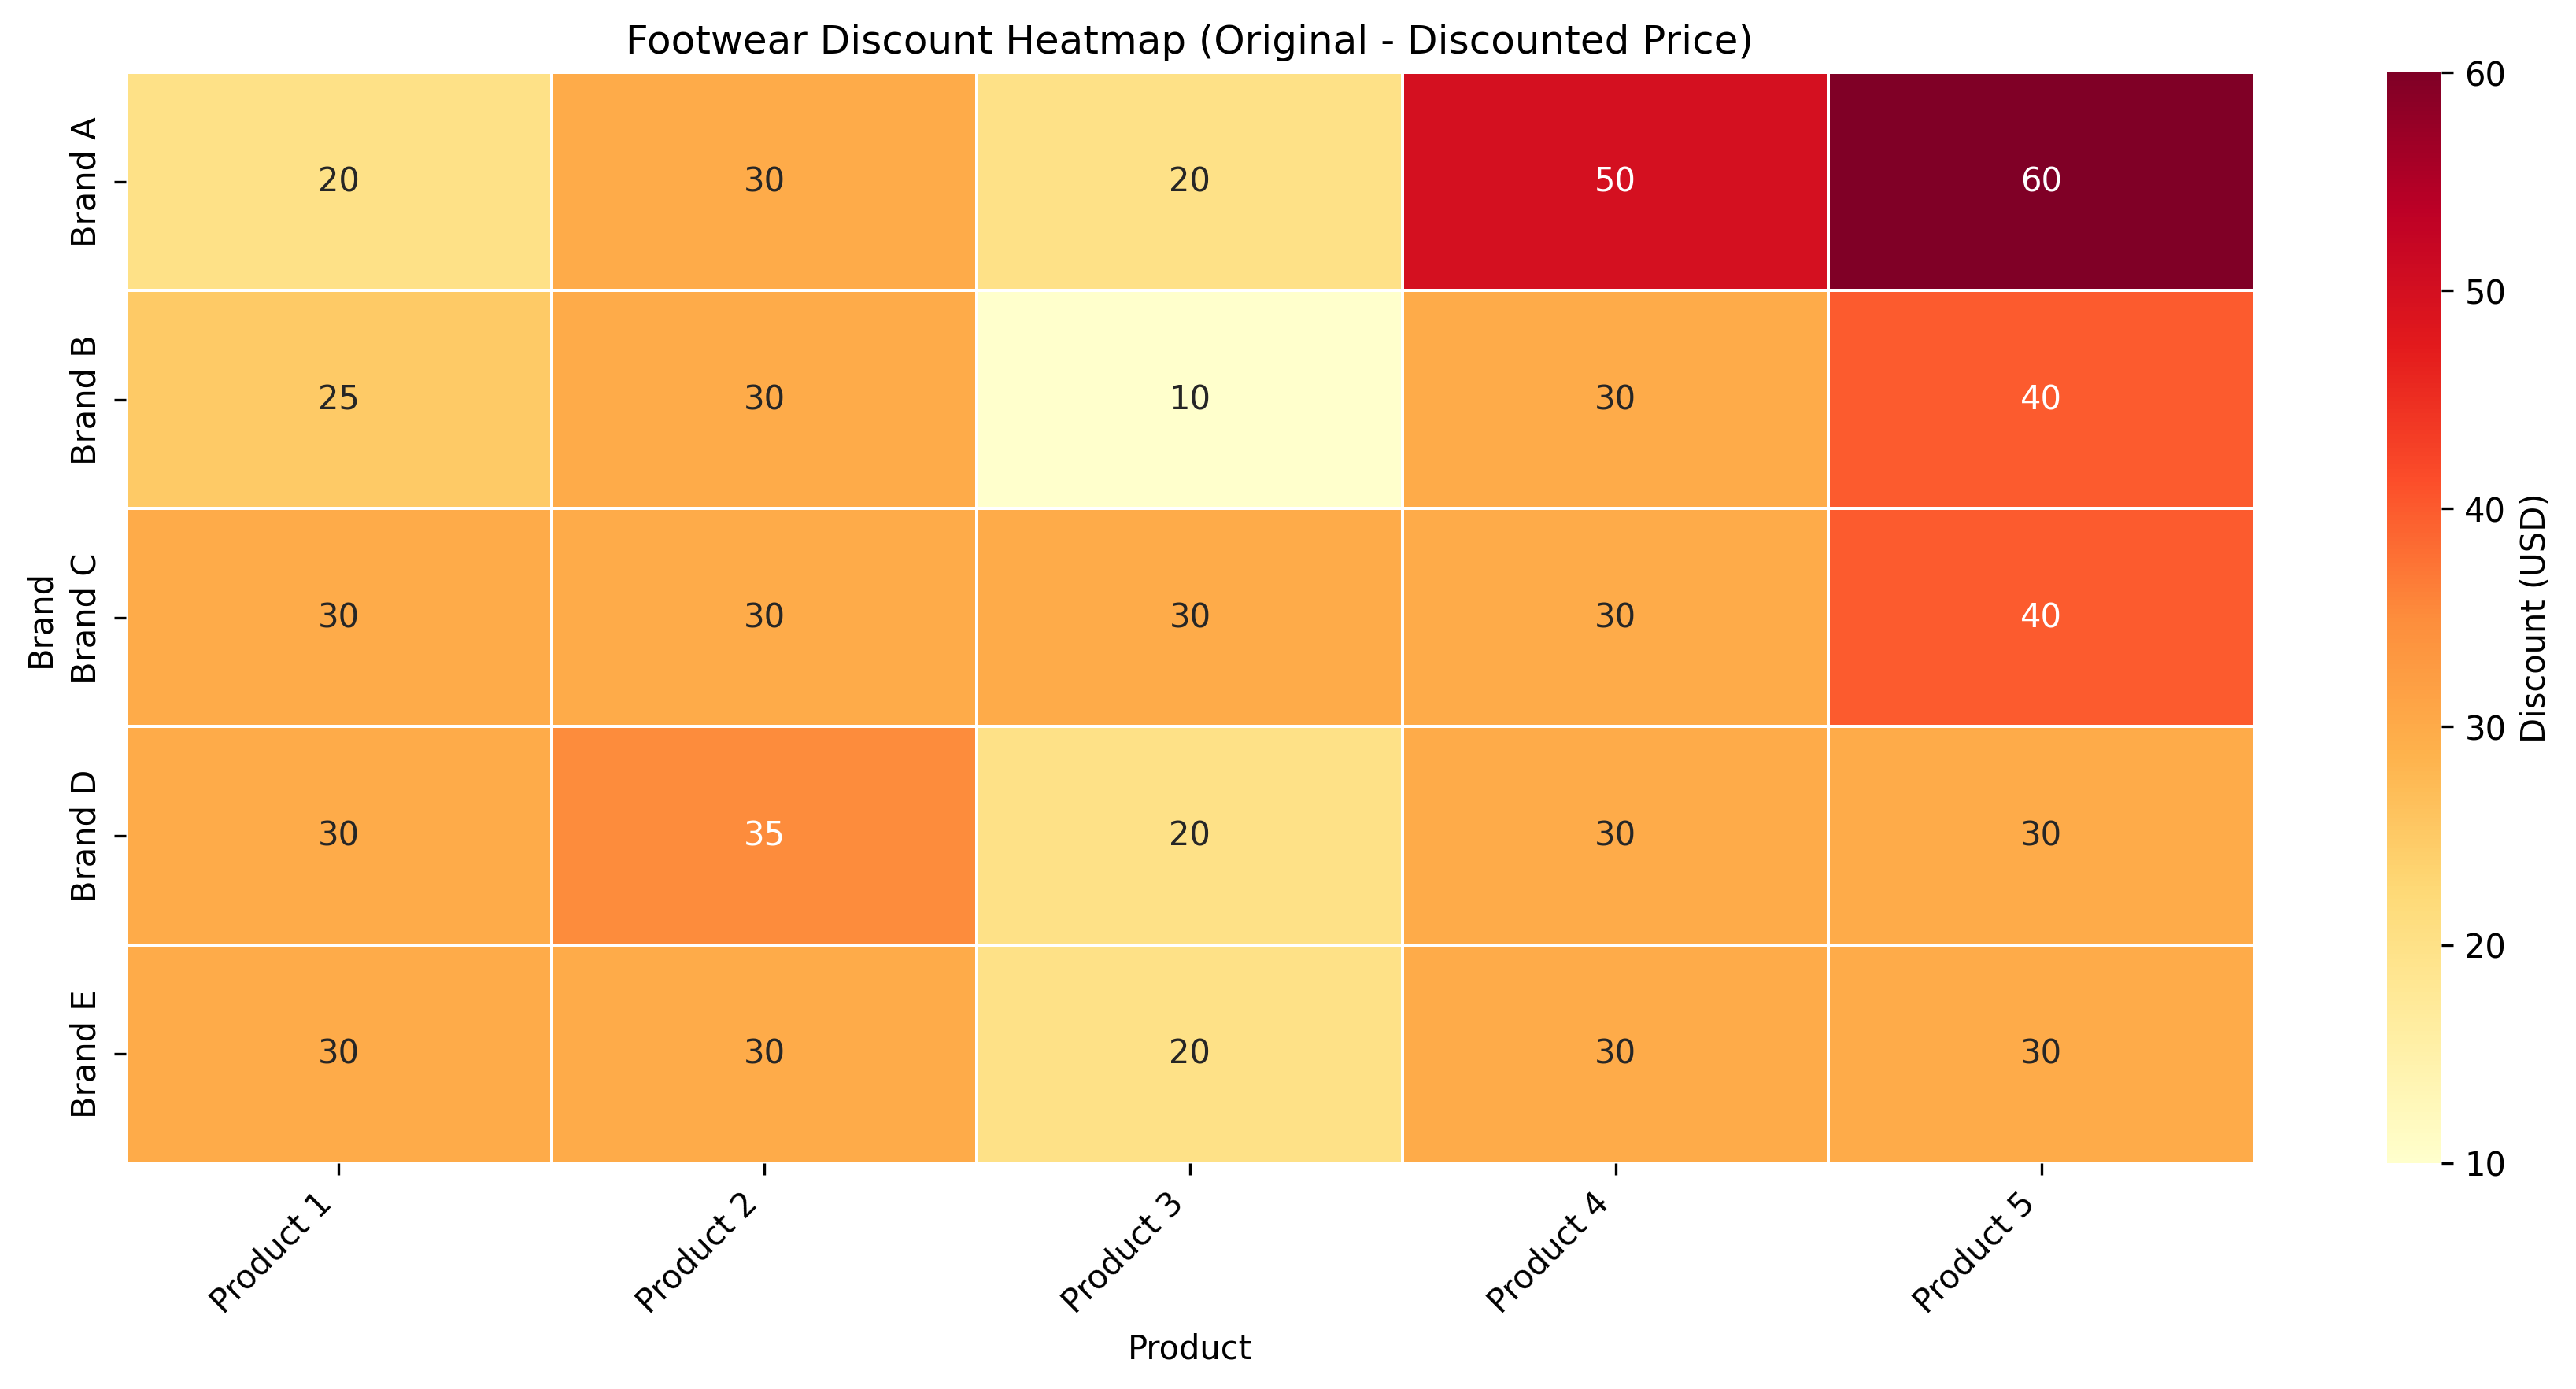 Footwear Discount Heatmap (Original - Discounted Price)
Brand
Brand A
20 30 20 50 60
Brand B
25 30 10 30 40
Brand C
30 30 30 30 40
Brand D
30 35 20 30 30
Brand E
30 30 20 30 30
Product 1 Product 2 Product 3 Product 4 Product 5
Product
60
50
40
30
20
10
Discount (USD)